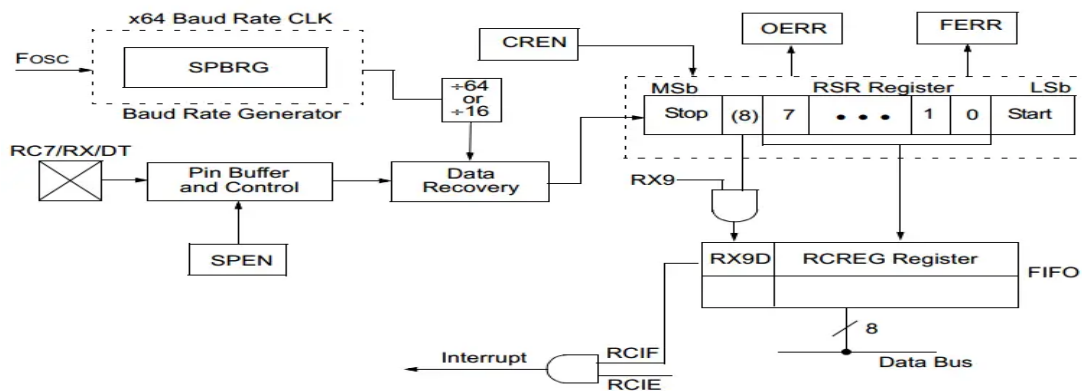 x64 Baud Rate CLK
FOSC
SPBRG
Baud Rate Generator
÷64
or
÷16
CREN
OERR
FERR
MSb
RSR Register
LSb
Stop
(8)
7
• • •
1
0
Start
RC7/RX/DT
Pin Buffer
and Control
Data
Recovery
SPEN
RX9
RX9D
RCREG Register
FIFO
8
Data Bus
Interrupt
RCIF
RCIE